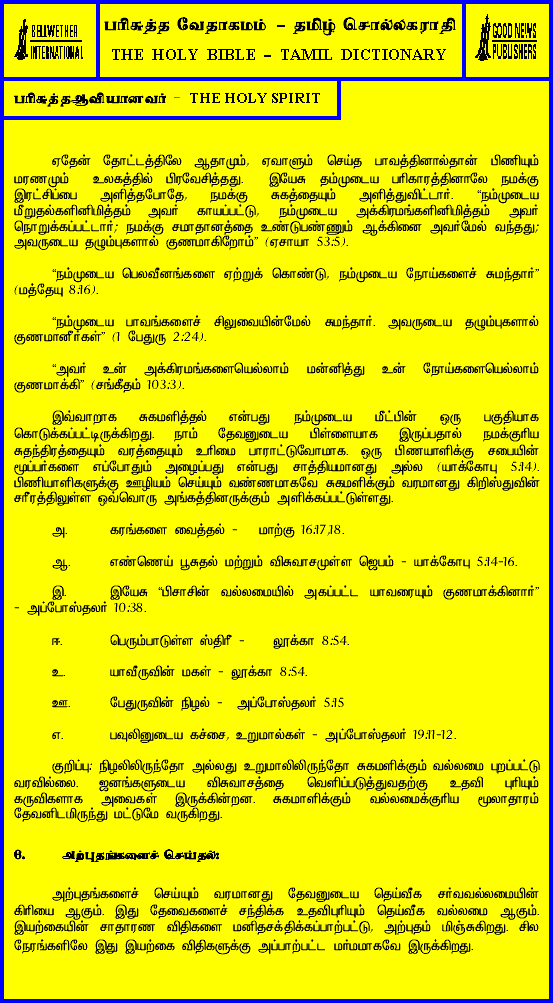 BELLWETHER
INTERNATIONAL
பரிசுத்த வேதாகமம் – தமிழ் சொல்லகராதி
THE HOLY BIBLE – TAMIL DICTIONARY
GOOD NEWS
PUBLISHERS
பரிசுத்தஆவியானவர் – THE HOLY SPIRIT
ஏதேன் தோட்டத்திலே ஆதாமும், ஏவாளும் செய்த பாவத்தினால்தான் பிணியும்
மரணமும் உலகத்தில் பிரவேசித்தது. இயேசு தம்முடைய பரிகாரத்தினாலே நமக்கு
இரட்சிப்பை அளித்தபோதே, நமக்கு சுகத்தையும் அளித்துவிட்டார். “நம்முடைய
மீறுதல்களினிமித்தம் அவர் காயப்பட்டு, நம்முடைய அக்கிரமங்களினிமித்தம் அவர்
நொறுக்கப்பட்டார்; நமக்கு சமாதானத்தை உண்டுபண்ணும் ஆக்கினை அவர்மேல் வந்தது;
அவருடைய தழும்புகளால் குணமாகிறோம்” (ஏசாயா 53:5).
“நம்முடைய பெலவீனங்களை ஏற்றுக் கொண்டு, நம்முடைய நோய்களைச் சுமந்தார்”
(மத்தேயு 8:16).
“நம்முடைய பாவங்களைச் சிலுவையின்மேல் சுமந்தார். அவருடைய தழும்புகளால்
குணமானீர்கள்” (1 பேதுரு 2:24).
“அவர் உன் அக்கிரமங்களையெல்லாம் மன்னித்து உன் நோய்களையெல்லாம்
குணமாக்கி” (சங்கீதம் 103:3).
இவ்வாறாக சுகமளித்தல் என்பது நம்முடைய மீட்பின் ஒரு பகுதியாக
கொடுக்கப்பட்டிருக்கிறது. நாம் தேவனுடைய பிள்ளையாக இருப்பதால் நமக்குரிய
சுதந்திரத்தையும் வரத்தையும் உரிமை பாராட்டுவோமாக. ஒரு பிணயாளிக்கு சபையின்
மூப்பர்களை எப்போதும் அழைப்பது என்பது சாத்தியமானது அல்ல (யாக்கோபு 5:14).
பிணியாளிகளுக்கு ஊழியம் செய்யும் வண்ணமாகவே சுகமளிக்கும் வரமானது கிறிஸ்துவின்
சரீரத்திலுள்ள ஒவ்வொரு அங்கத்தினருக்கும் அளிக்கப்பட்டுள்ளது.
அ. கரங்களை வைத்தல் – மாற்கு 16:17,18.
ஆ. எண்ணெய் பூசுதல் மற்றும் விசுவாசமுள்ள ஜெபம் – யாக்கோபு 5:14-16.
இ. இயேசு “பிசாசின் வல்லமையில் அகப்பட்ட யாவரையும் குணமாக்கினார்”
– அப்போஸ்தலர் 10:38.
ஈ. பெரும்பாடுள்ள ஸ்திரீ – லூக்கா 8:54.
உ. யாவீருவின் மகள் – லூக்கா 8:54.
ஊ. பேதுருவின் நிழல் – அப்போஸ்தலர் 5:15
எ. பவுலினுடைய கச்சை, உறுமால்கள் – அப்போஸ்தலர் 19:11-12.
குறிப்பு: நிழலிலிருந்தோ அல்லது உறுமாலிலிருந்தோ சுகமளிக்கும் வல்லமை புறப்பட்டு
வரவில்லை. ஜனங்களுடைய விசுவாசத்தை வெளிப்படுத்துவதற்கு உதவி புரியும்
கருவிகளாக அவைகள் இருக்கின்றன. சுகமாளிக்கும் வல்லமைக்குரிய மூலாதாரம்
தேவனிடமிருந்து மட்டுமே வருகிறது.
6. அற்புதங்களைச் செய்தல்:
அற்புதங்களைச் செய்யும் வரமானது தேவனுடைய தெய்வீக சர்வவல்லமையின்
கிரியை ஆகும். இது தேவைகளைச் சந்திக்க உதவிபுரியும் தெய்வீக வல்லமை ஆகும்.
இயற்கையின் சாதாரண விதிகளை மனிதசக்திக்கப்பாற்பட்டு, அற்புதம் மிஞ்சுகிறது. சில
நேரங்களிலே இது இயற்கை விதிகளுக்கு அப்பாற்பட்ட மர்மமாகவே இருக்கிறது.